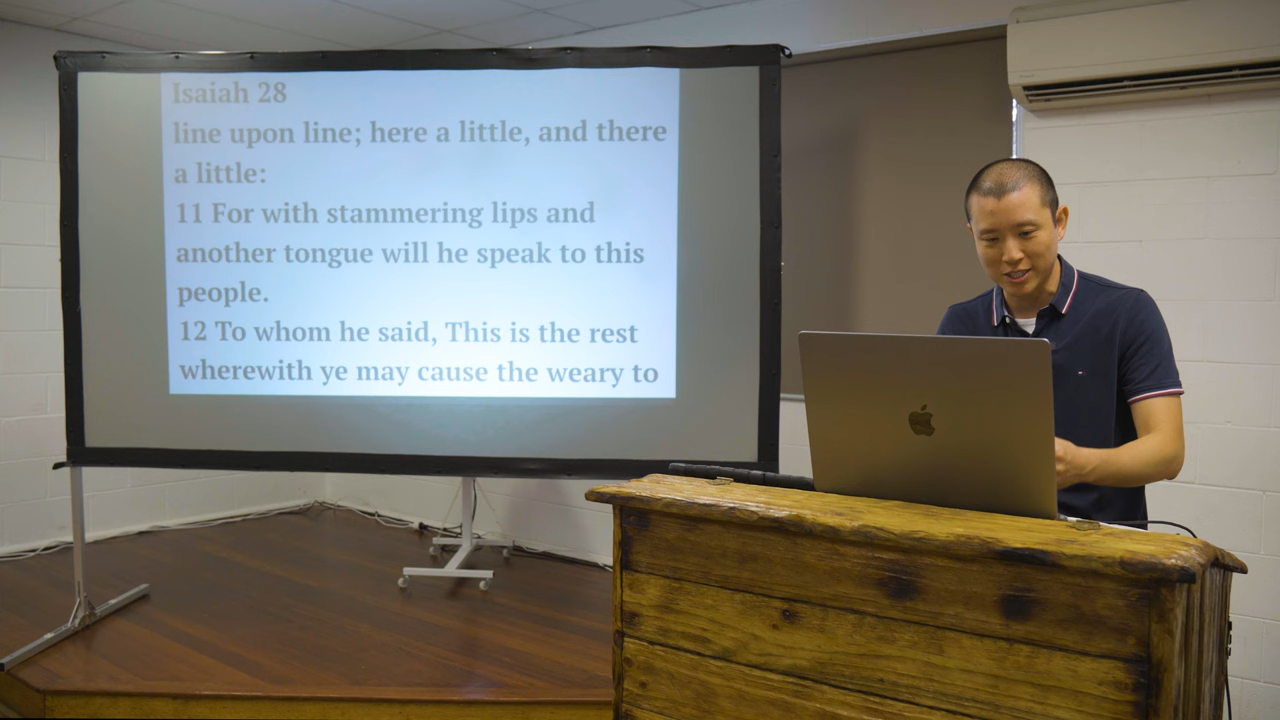 Isaiah 28
line upon line; here a little, and there
a little:
11 For with stammering lips and
another tongue will he speak to this
people.
12 To whom he said, This is the rest
wherewith ye may cause the weary to